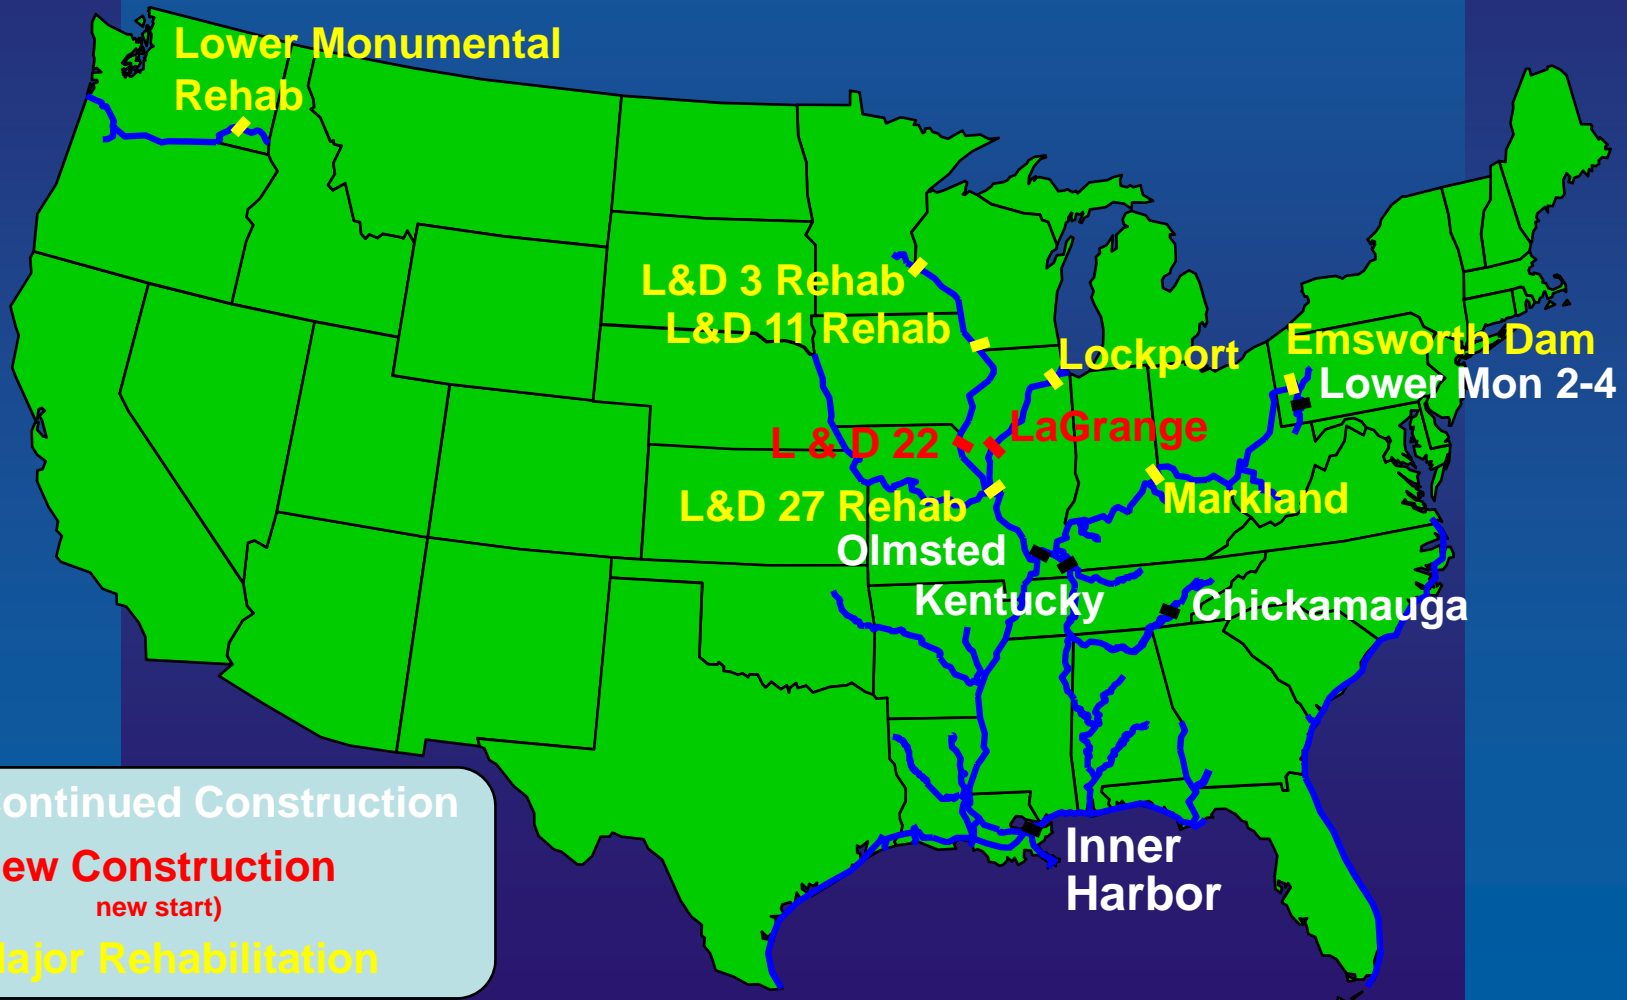 Lower Monumental
Rehab
L&D 3 Rehab
L&D 11 Rehab
Lockport
Emsworth Dam
Lower Mon 2-4
L & D 22
LaGrange
L&D 27 Rehab
Markland
Olmsted
Kentucky
Chickamauga
Inner
Harbor
ontinued Construction
ew Construction
new start)
ajor Rehabilitation